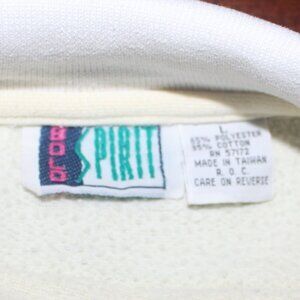 BOLD
SPIRIT
L
65% POLYESTER
35% COTTON
RN 57172
MADE IN TAIWAN
R. O. C.
CARE ON REVERSE